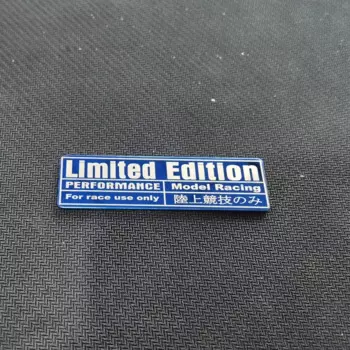 Limited Edition
PERFORMANCE Model Racing
For race use only 陸上競技のみ